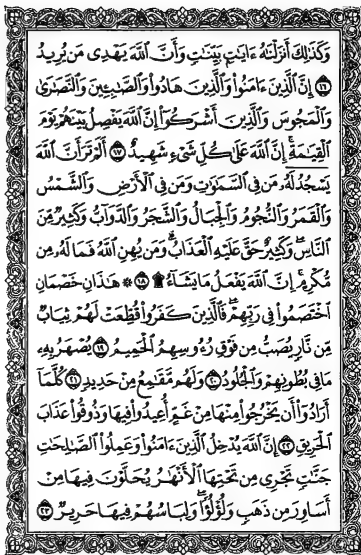 وَكَذَٰلِكَ أَنزَلْنَٰهُ ءَايَٰتٍۭ بَيِّنَٰتٍ وَأَنَّ ٱللَّهَ يَهْدِى مَن يُرِيدُ
١٦ إِنَّ ٱلَّذِينَ ءَامَنُوا۟ وَٱلَّذِينَ هَادُوا۟ وَٱلصَّٰبِـِٔينَ وَٱلنَّصَٰرَىٰ
وَٱلْمَجُوسَ وَٱلَّذِينَ أَشْرَكُوٓا۟ إِنَّ ٱللَّهَ يَفْصِلُ بَيْنَهُمْ يَوْمَ
ٱلْقِيَٰمَةِ ۚ إِنَّ ٱللَّهَ عَلَىٰ كُلِّ شَىْءٍ شَهِيدٌ ١٧ أَلَمْ تَرَ أَنَّ ٱللَّهَ
يَسْجُدُ لَهُۥ مَن فِى ٱلسَّمَٰوَٰتِ وَمَن فِى ٱلْأَرْضِ وَٱلشَّمْسُ
وَٱلْقَمَرُ وَٱلنُّجُومُ وَٱلْجِبَالُ وَٱلشَّجَرُ وَٱلدَّوَآبُّ وَكَثِيرٌ مِّنَ
ٱلنَّاسِ ۖ وَكَثِيرٌ حَقَّ عَلَيْهِ ٱلْعَذَابُ ۗ وَمَن يُهِنِ ٱللَّهُ فَمَا لَهُۥ مِن
مُّكْرِمٍ ۚ إِنَّ ٱللَّهَ يَفْعَلُ مَا يَشَآءُ ۩ ١٨ ۞ هَٰذَانِ خَصْمَانِ
ٱخْتَصَمُوا۟ فِى رَبِّهِمْ ۖ فَٱلَّذِينَ كَفَرُوا۟ قُطِّعَتْ لَهُمْ ثِيَابٌ
مِّن نَّارٍ يُصَبُّ مِن فَوْقِ رُءُوسِهِمُ ٱلْحَمِيمُ ١٩ يُصْهَرُ بِهِۦ
مَا فِى بُطُونِهِمْ وَٱلْجُلُودُ ٢٠ وَلَهُم مَّقَٰمِعُ مِنْ حَدِيدٍ ٢١ كُلَّمَآ
أَرَادُوٓا۟ أَن يَخْرُجُوا۟ مِنْهَا مِنْ غَمٍّ أُعِيدُوا۟ فِيهَا وَذُوقُوا۟ عَذَابَ
ٱلْحَرِيقِ ٢٢ إِنَّ ٱللَّهَ يُدْخِلُ ٱلَّذِينَ ءَامَنُوا۟ وَعَمِلُوا۟ ٱلصَّٰلِحَٰتِ
جَنَّٰتٍ تَجْرِى مِن تَحْتِهَا ٱلْأَنْهَٰرُ يُحَلَّوْنَ فِيهَا مِنْ
أَسَاوِرَ مِن ذَهَبٍ وَلُؤْلُؤًا ۖ وَلِبَاسُهُمْ فِيهَا حَرِيرٌ ٢٣